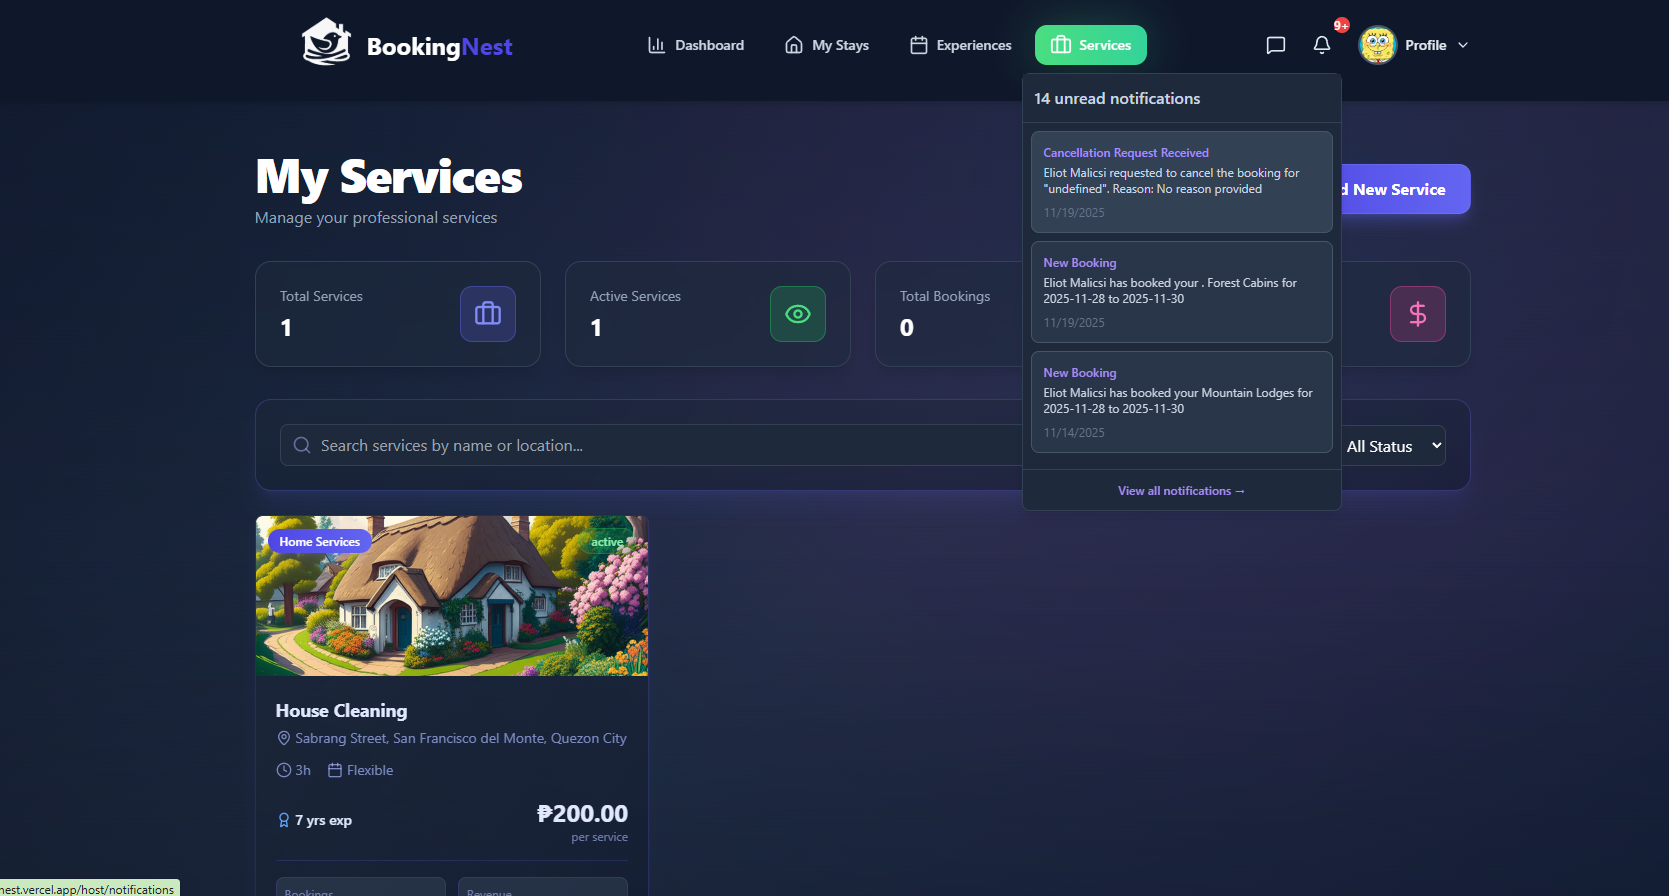 BookingNest
Dashboard
My Stays
Experiences
Services
9+
Profile
14 unread notifications
Cancellation Request Received
Eliot Malicsi requested to cancel the booking for
"undefined". Reason: No reason provided
11/19/2025
New Booking
Eliot Malicsi has booked your . Forest Cabins for
2025-11-28 to 2025-11-30
11/19/2025
New Booking
Eliot Malicsi has booked your Mountain Lodges for
2025-11-28 to 2025-11-30
11/14/2025
View all notifications →
My Services
Manage your professional services
New Service
Total Services
1
Active Services
1
Total Bookings
0
Search services by name or location...
All Status
Home Services
active
House Cleaning
Sabrang Street, San Francisco del Monte, Quezon City
3h
Flexible
7 yrs exp
₱200.00
per service
Bookings
Revenue
nest.vercel.app/host/notifications